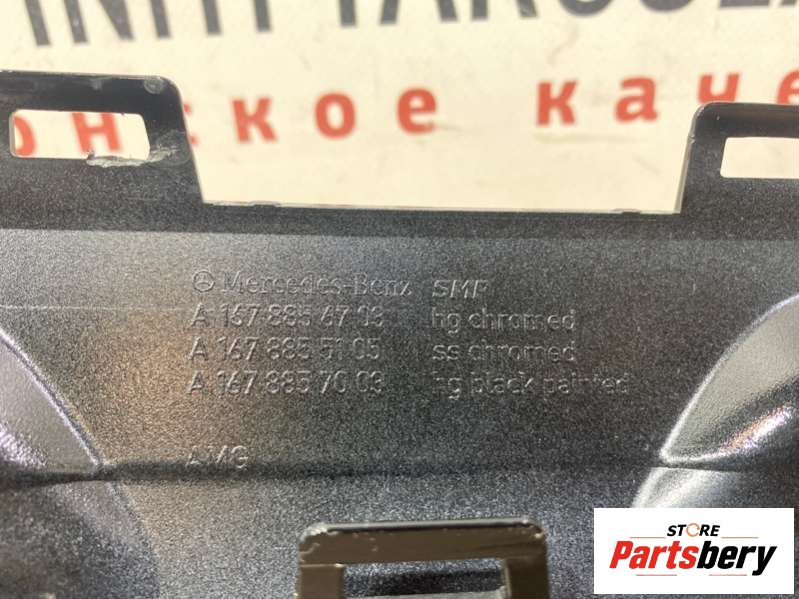 онское каче
Mercedes-Benz SMP
A 167 885 67 03 hg chromed
A 167 885 51 05 ss chromed
A 167 885 70 03 hg black painted
AMG
STORE
Partsbery